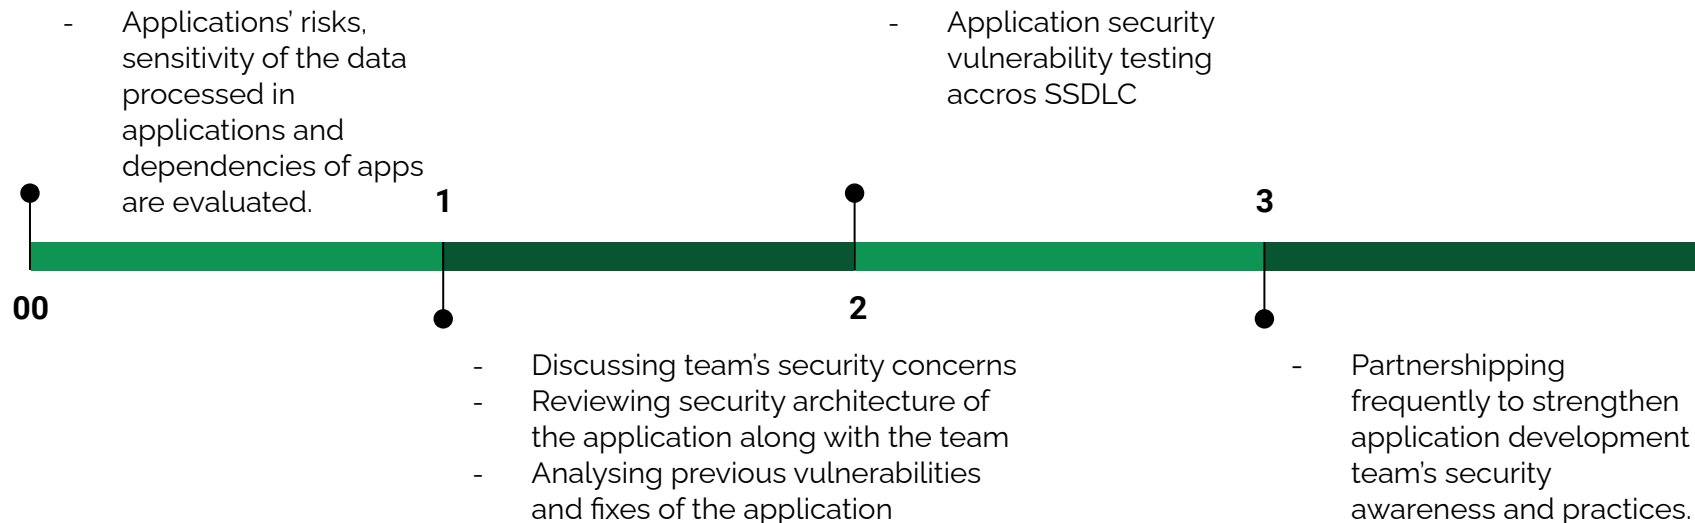 - Applications’ risks,
sensitivity of the data
processed in
applications and
dependencies of apps
are evaluated.
- Application security
vulnerability testing
accros SSDLC
1
3
00
2
- Discussing team’s security concerns
- Reviewing security architecture of
the application along with the team
- Analysing previous vulnerabilities
and fixes of the application
- Partnershipping
frequently to strengthen
application development
team’s security
awareness and practices.